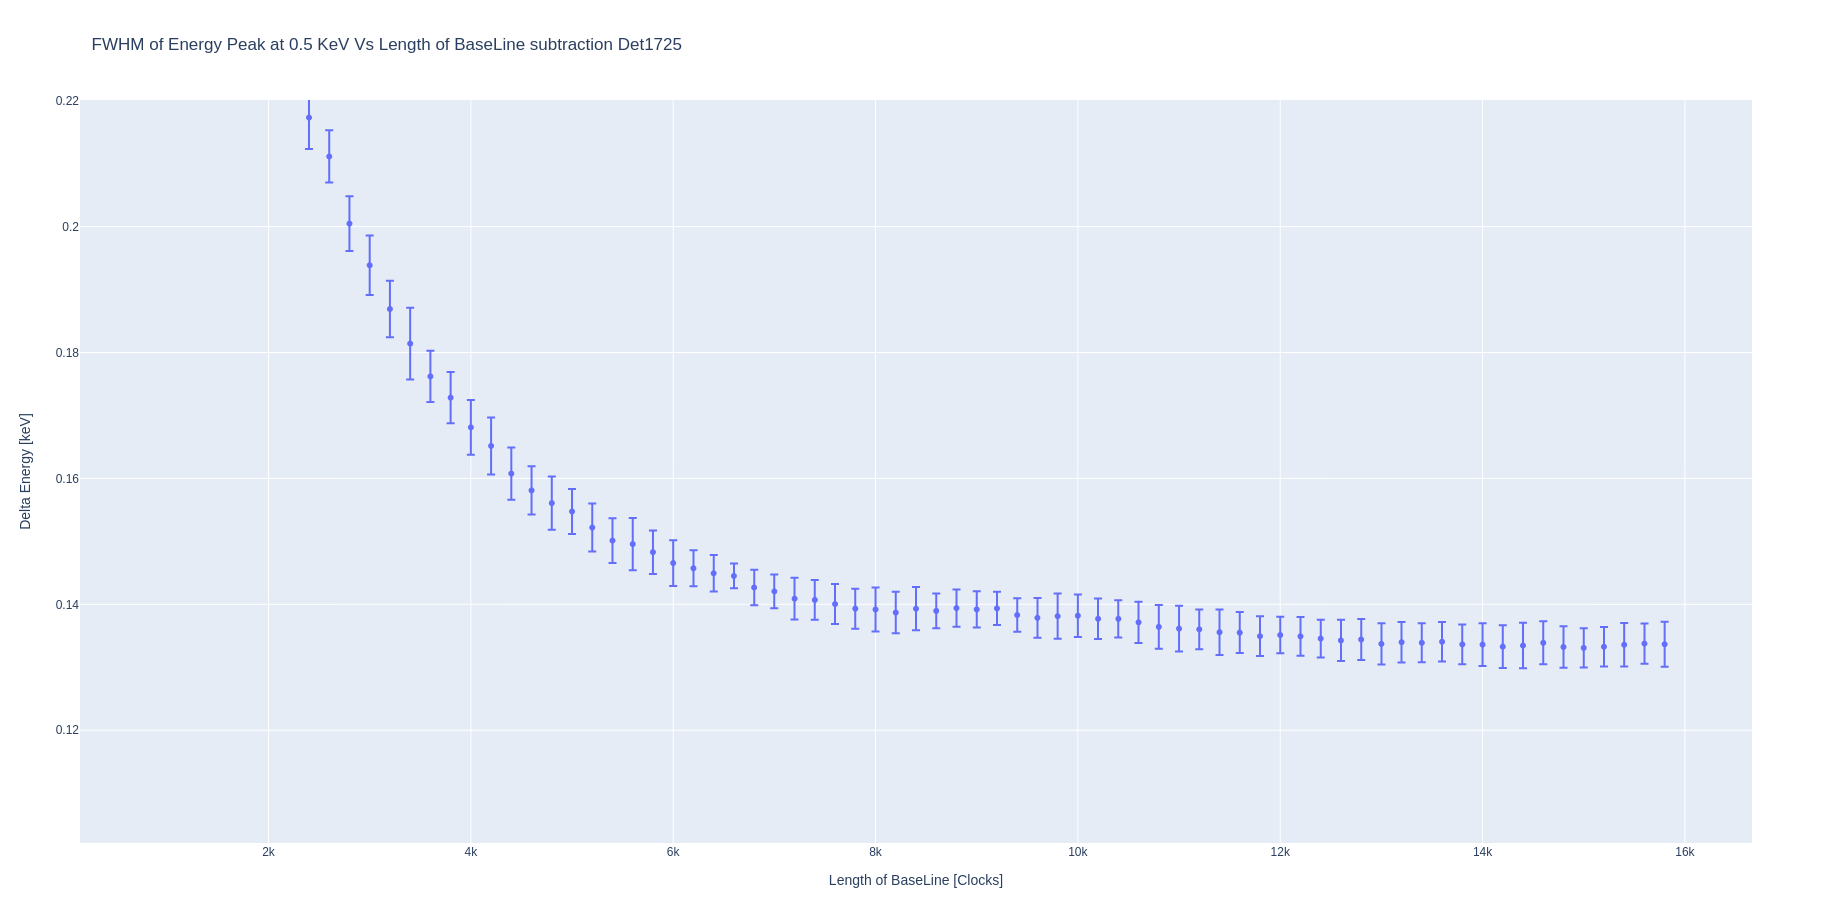 FWHM of Energy Peak at 0.5 KeV Vs Length of BaseLine subtraction Det1725
0.22
0.2
0.18
0.16
0.14
0.12
Delta Energy [keV]
2k 4k 6k 8k 10k 12k 14k 16k
Length of BaseLine [Clocks]